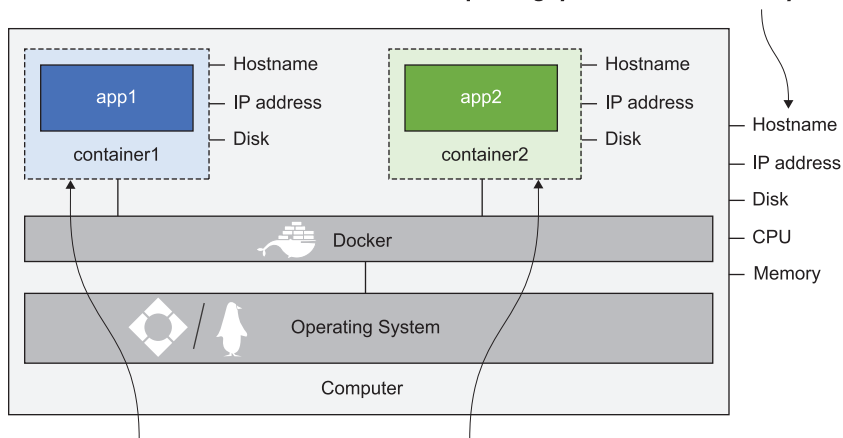 Hostname
app1
IP address
Disk
container1
Hostname
app2
IP address
Disk
container2
Hostname
IP address
Disk
CPU
Memory
Docker
Operating System
Computer